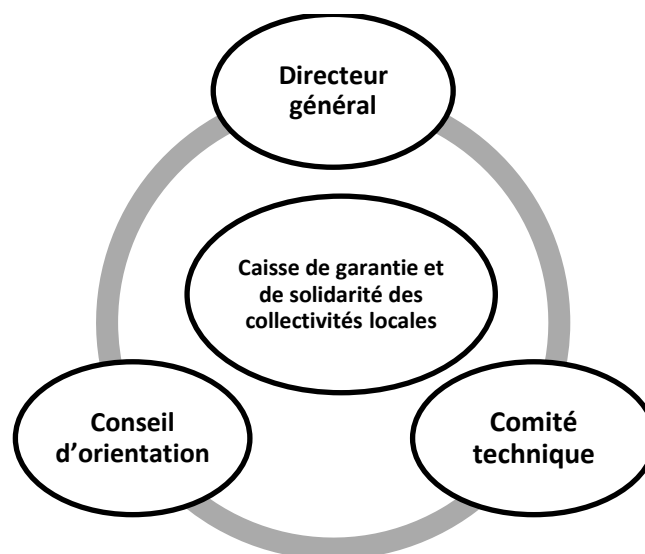 Directeur
général
Caisse de garantie et
de solidarité des
collectivités locales
Conseil
d’orientation
Comité
technique